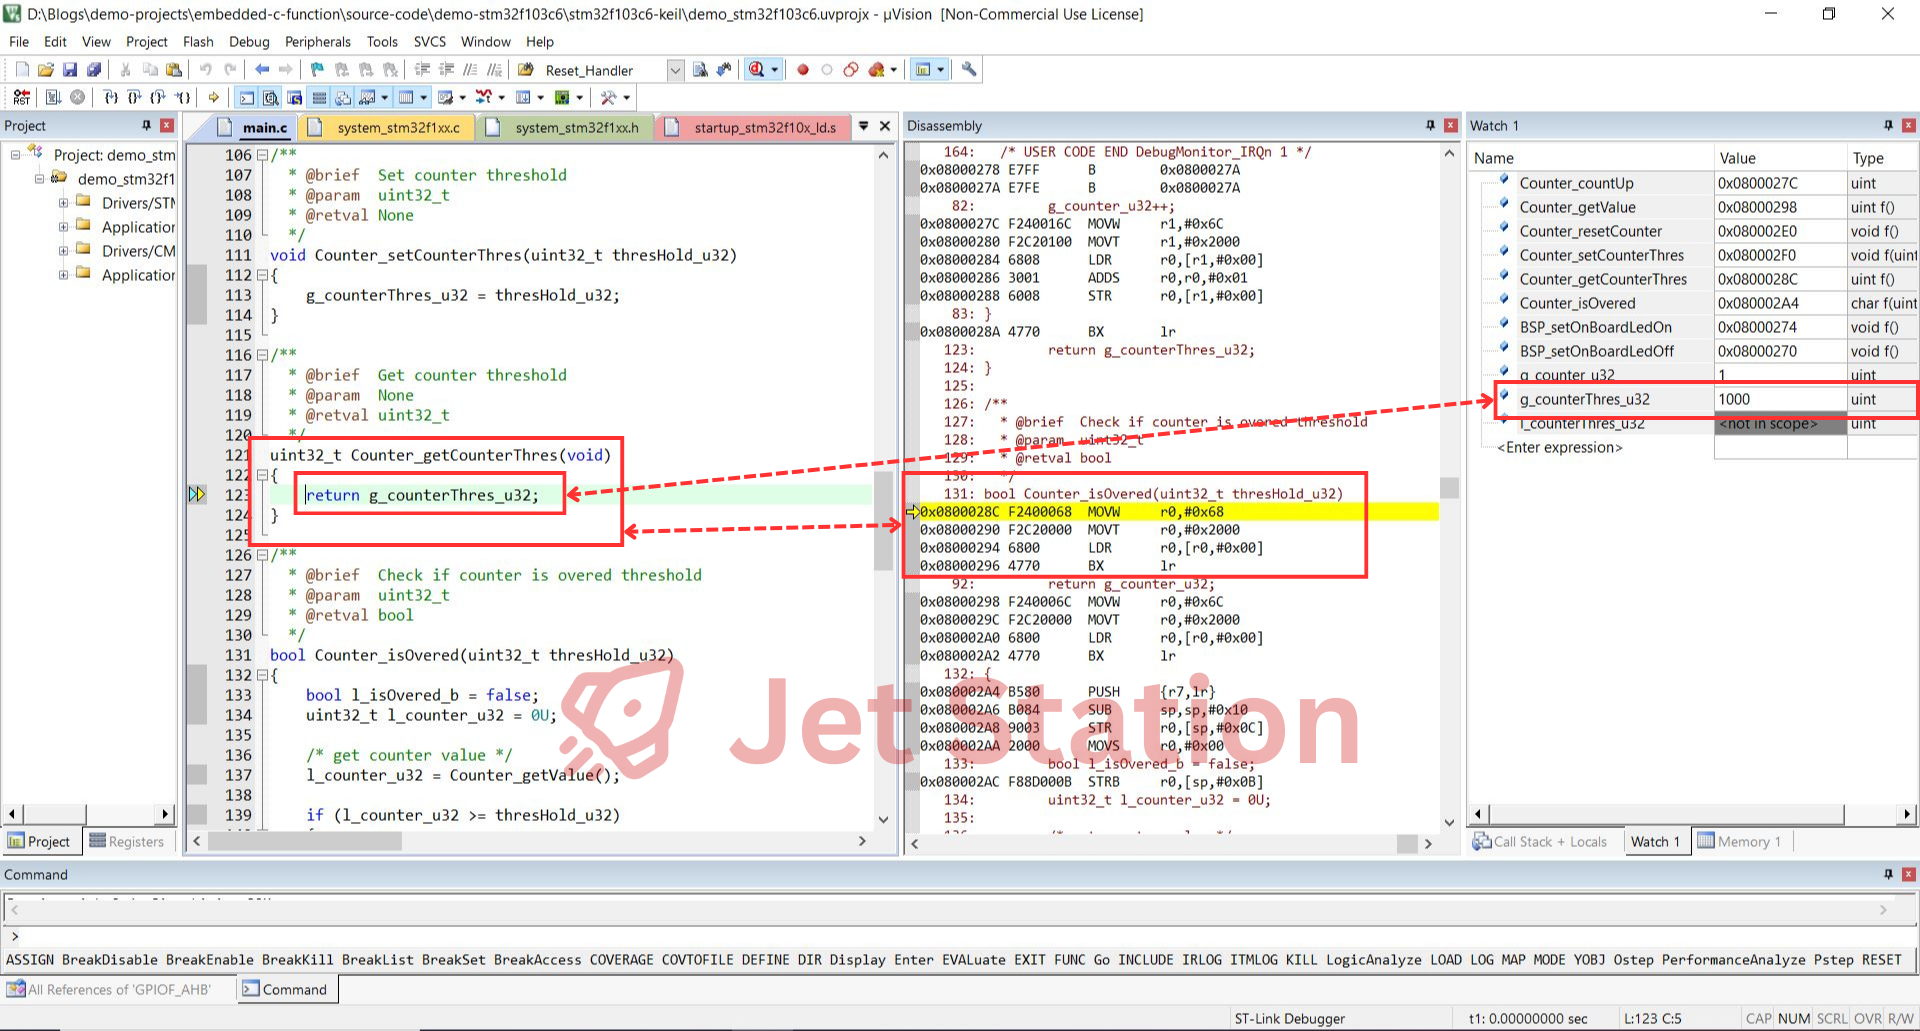 D:\Blogs\demo-projects\embedded-c-function\source-code\demo-stm32f103c6\stm32f103c6-keil\demo_stm32f103c6.uvprojx - µVision  [Non-Commercial Use License]
File Edit View Project Flash Debug Peripherals Tools SVCS Window Help
Reset_Handler
RST
Project
Project: demo_stm
demo_stm32f1
Drivers/STM
Application
Drivers/CM
Application
Project Registers
main.c system_stm32f1xx.c system_stm32f1xx.h startup_stm32f10x_ld.s
106 /**
107 * @brief  Set counter threshold
108 * @param  uint32_t
109 * @retval None
110 */
111 void Counter_setCounterThres(uint32_t thresHold_u32)
112 {
113 g_counterThres_u32 = thresHold_u32;
114 }
115
116 /**
117 * @brief  Get counter threshold
118 * @param  None
119 * @retval uint32_t
120 */
121 uint32_t Counter_getCounterThres(void)
122 {
123 return g_counterThres_u32;
124 }
125
126 /**
127 * @brief  Check if counter is overed threshold
128 * @param  uint32_t
129 * @retval bool
130 */
131 bool Counter_isOvered(uint32_t thresHold_u32)
132 {
133 bool l_isOvered_b = false;
134 uint32_t l_counter_u32 = 0U;
135
136 /* get counter value */
137 l_counter_u32 = Counter_getValue();
138
139 if (l_counter_u32 >= thresHold_u32)
Disassembly
164: /* USER CODE END DebugMonitor_IRQn 1 */
0x08000278 E7FF B 0x0800027A
0x0800027A E7FE B 0x0800027A
82: g_counter_u32++;
0x0800027C F240016C MOVW r1,#0x6C
0x08000280 F2C20100 MOVT r1,#0x2000
0x08000284 6808 LDR r0,[r1,#0x00]
0x08000286 3001 ADDS r0,r0,#0x01
0x08000288 6008 STR r0,[r1,#0x00]
83: }
0x0800028A 4770 BX lr
123: return g_counterThres_u32;
124: }
125:
126: /**
127: * @brief  Check if counter is overed threshold
128: * @param  uint32_t
129: * @retval bool
130: */
131: bool Counter_isOvered(uint32_t thresHold_u32)
0x0800028C F2400068 MOVW r0,#0x68
0x08000290 F2C20000 MOVT r0,#0x2000
0x08000294 6800 LDR r0,[r0,#0x00]
0x08000296 4770 BX lr
92: return g_counter_u32;
0x08000298 F240006C MOVW r0,#0x6C
0x0800029C F2C20000 MOVT r0,#0x2000
0x080002A0 6800 LDR r0,[r0,#0x00]
0x080002A2 4770 BX lr
132: {
0x080002A4 B580 PUSH {r7,lr}
0x080002A6 B084 SUB sp,sp,#0x10
0x080002A8 9003 STR r0,[sp,#0x0C]
0x080002AA 2000 MOVS r0,#0x00
133: bool l_isOvered_b = false;
0x080002AC F88D000B STRB r0,[sp,#0x0B]
134: uint32_t l_counter_u32 = 0U;
135:
Jet Station
Watch 1
Name Value Type
Counter_countUp 0x0800027C uint
Counter_getValue 0x08000298 uint f()
Counter_resetCounter 0x080002E0 void f()
Counter_setCounterThres 0x080002F0 void f(uint
Counter_getCounterThres 0x0800028C uint f()
Counter_isOvered 0x080002A4 char f(uint
BSP_setOnBoardLedOn 0x08000274 void f()
BSP_setOnBoardLedOff 0x08000270 void f()
g_counter_u32 1 uint
g_counterThres_u32 1000 uint
l_counterThres_u32 <not in scope> uint
<Enter expression>
Call Stack + Locals Watch 1 Memory 1
Command
>
ASSIGN BreakDisable BreakEnable BreakKill BreakList BreakSet BreakAccess COVERAGE COVTOFILE DEFINE DIR Display Enter EVALuate EXIT FUNC Go INCLUDE IRLOG ITMLOG KILL LogicAnalyze LOAD LOG MAP MODE YOBJ Ostep PerformanceAnalyze Pstep RESET
All References of 'GPIOF_AHB' Command
ST-Link Debugger t1: 0.00000000 sec L:123 C:5 CAP NUM SCRL OVR R/W